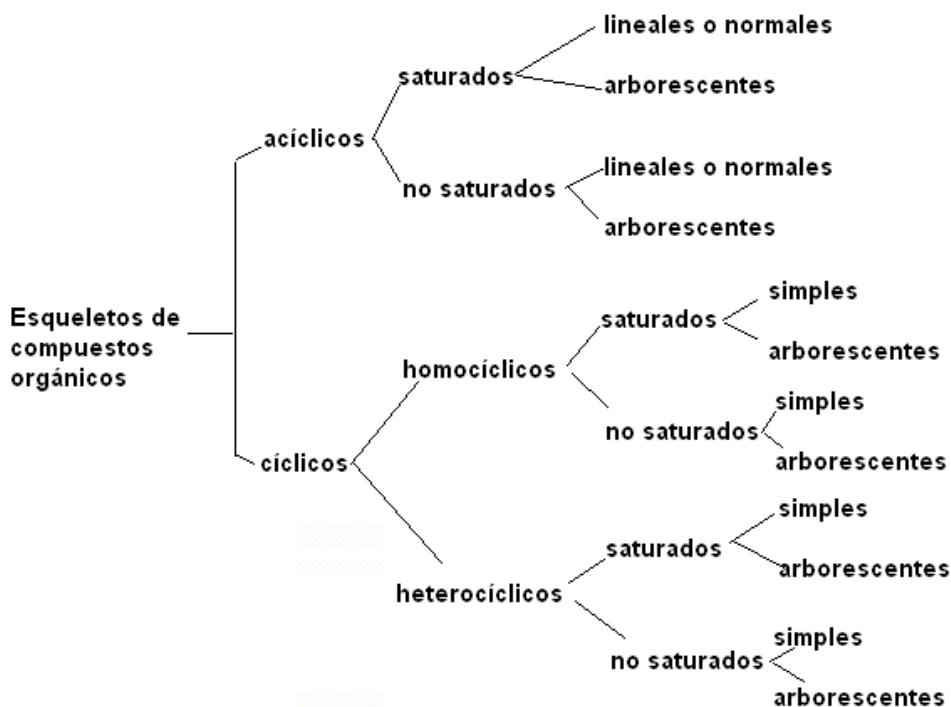 Esqueletos de
compuestos
orgánicos
acíclicos
saturados
lineales o normales
arborescentes
no saturados
lineales o normales
arborescentes
cíclicos
homocíclicos
saturados
simples
arborescentes
no saturados
simples
arborescentes
heterocíclicos
saturados
simples
arborescentes
no saturados
simples
arborescentes